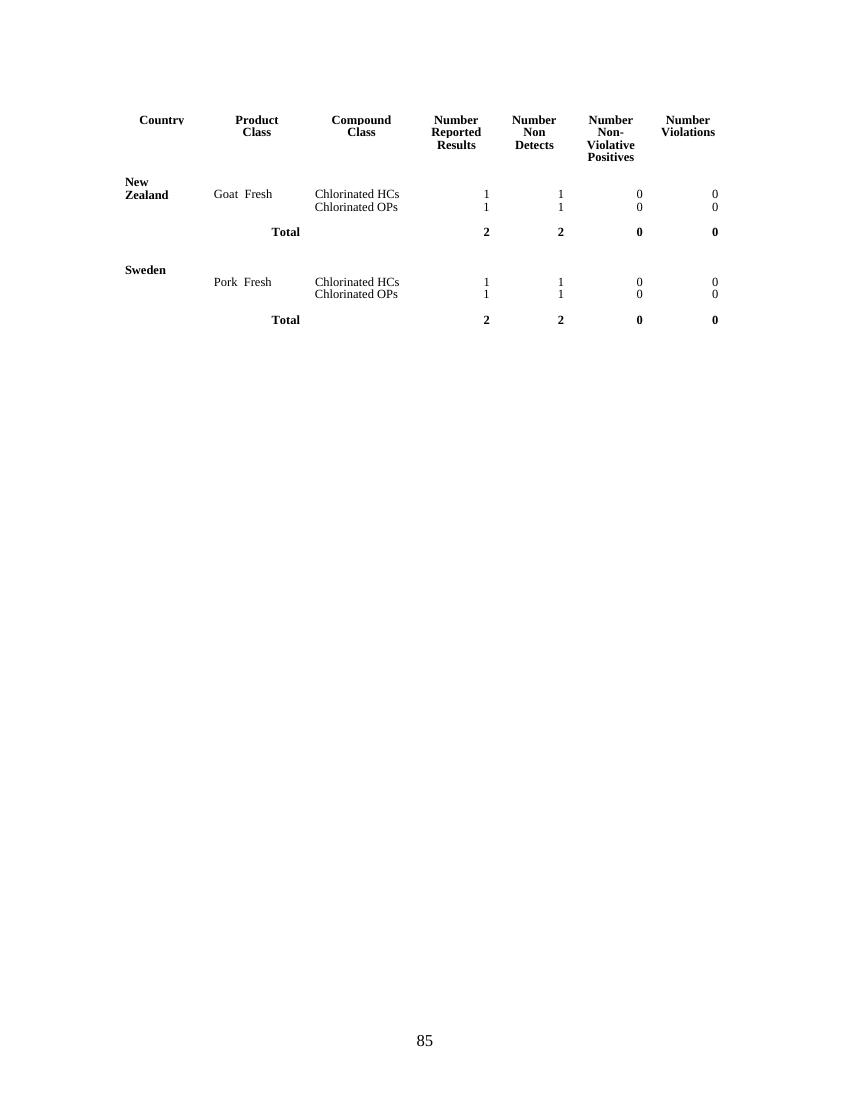 Country Product Compound Number Number Number Number
Class Class Reported Non Non- Violations
Results Detects Violative
Positives
New
Zealand Goat Fresh Chlorinated HCs 1 1 0 0
Chlorinated OPs 1 1 0 0
Total 2 2 0 0
Sweden
Pork Fresh Chlorinated HCs 1 1 0 0
Chlorinated OPs 1 1 0 0
Total 2 2 0 0
85